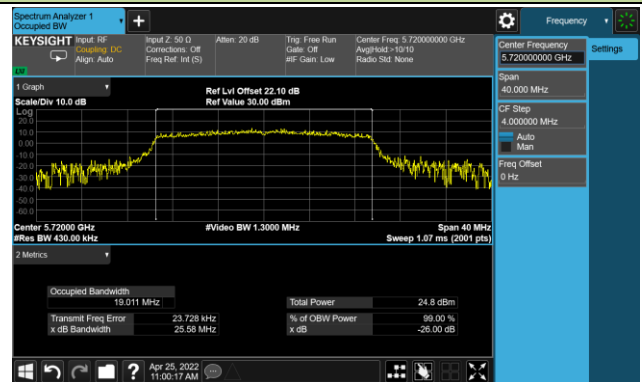 Spectrum Analyzer 1
Occupied BW
Frequency
KEYSIGHT
Input: RF
Coupling: DC
Align: Auto
Input Z: 50 Ω
Corrections: Off
Freq Ref: Int (S)
Atten: 20 dB
Trig: Free Run
Gate: Off
#IF Gain: Low
Center Freq: 5.720000000 GHz
Avg|Hold:>10/10
Radio Std: None
Center Frequency
5.720000000 GHz
Settings
Span
40.000 MHz
CF Step
4.000000 MHz
Auto
Man
Freq Offset
0 Hz
1 Graph
Scale/Div 10.0 dB
Ref Lvl Offset 22.10 dB
Ref Value 30.00 dBm
Log
20.0
10.0
0.00
-10.0
-20.0
-30.0
-40.0
-50.0
-60.0
Center 5.72000 GHz
#Video BW 1.3000 MHz
Span 40 MHz
#Res BW 430.00 kHz
Sweep 1.07 ms (2001 pts)
2 Metrics
Occupied Bandwidth
19.011 MHz
Total Power 24.8 dBm
Transmit Freq Error 23.728 kHz
% of OBW Power 99.00 %
x dB Bandwidth 25.58 MHz
x dB -26.00 dB
?
Apr 25, 2022
11:00:17 AM